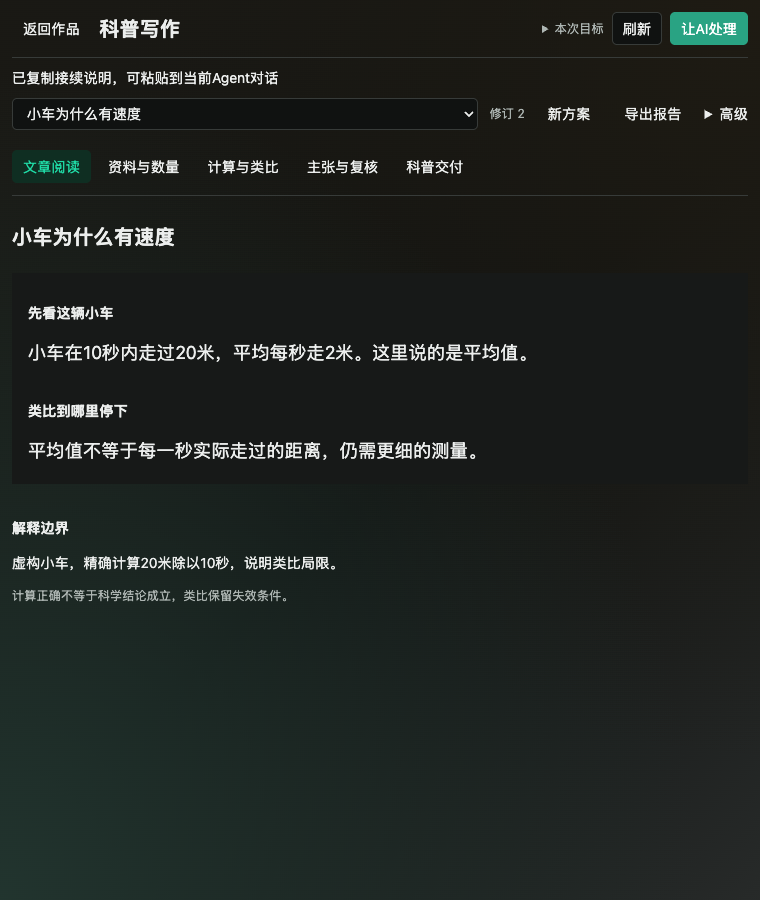 返回作品 科普写作 ▶ 本次目标 刷新 让AI处理
已复制接续说明，可粘贴到当前Agent对话
小车为什么有速度 修订 2 新方案 导出报告 ▶ 高级
文章阅读 资料与数量 计算与类比 主张与复核 科普交付
小车为什么有速度
先看这辆小车
小车在10秒内走过20米，平均每秒走2米。这里说的是平均值。
类比到哪里停下
平均值不等于每一秒实际走过的距离，仍需更细的测量。
解释边界
虚构小车，精确计算20米除以10秒，说明类比局限。
计算正确不等于科学结论成立，类比保留失效条件。